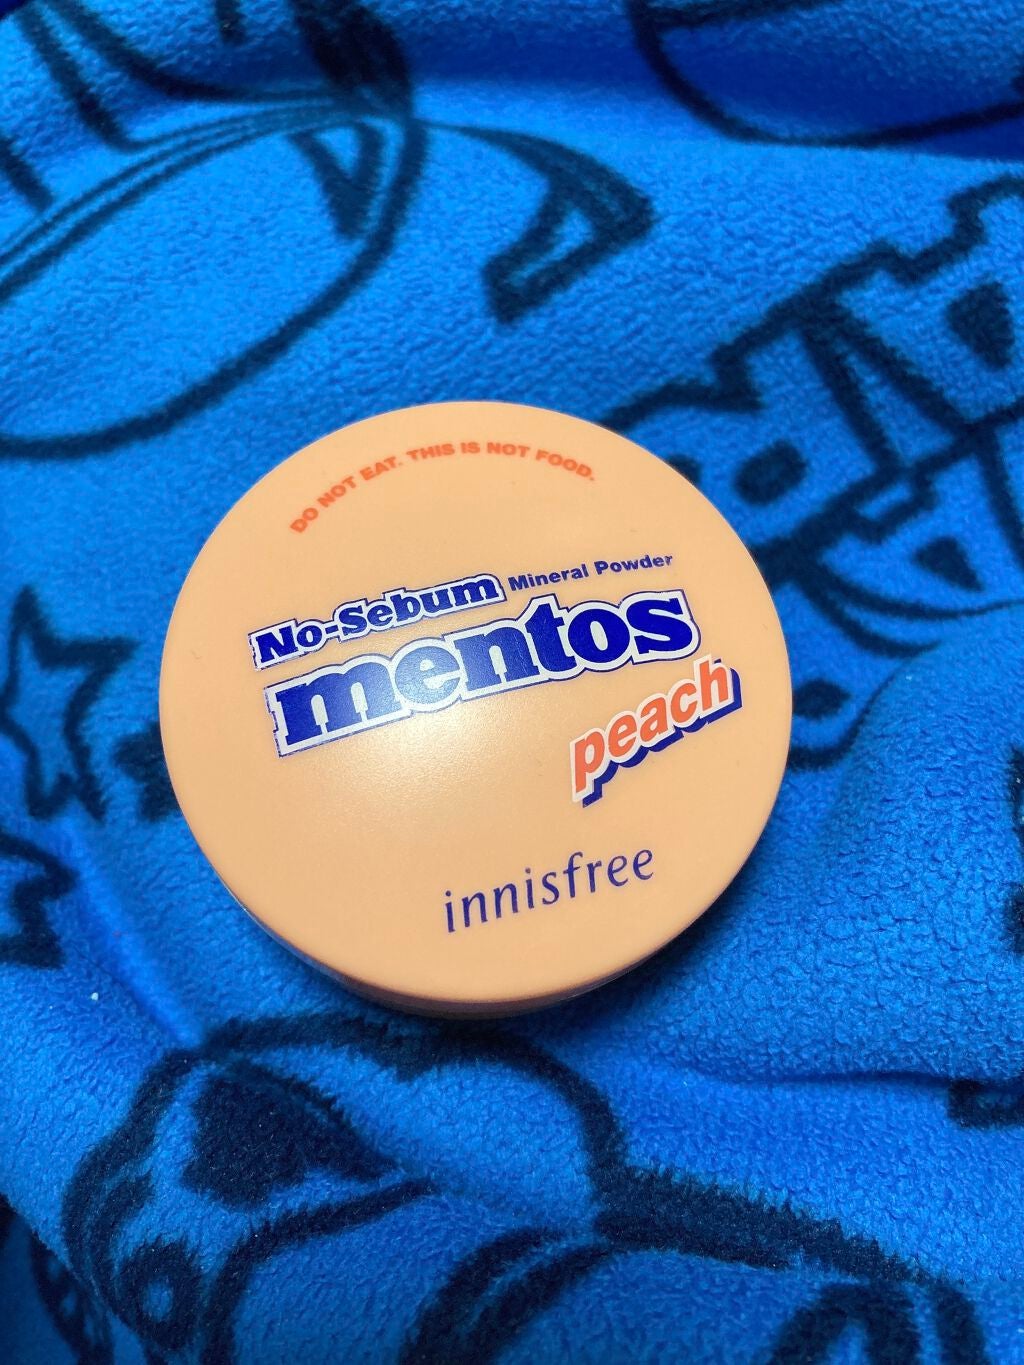 DO NOT EAT. THIS IS NOT FOOD.
No-Sebum Mineral Powder
mentos
peach
innisfree